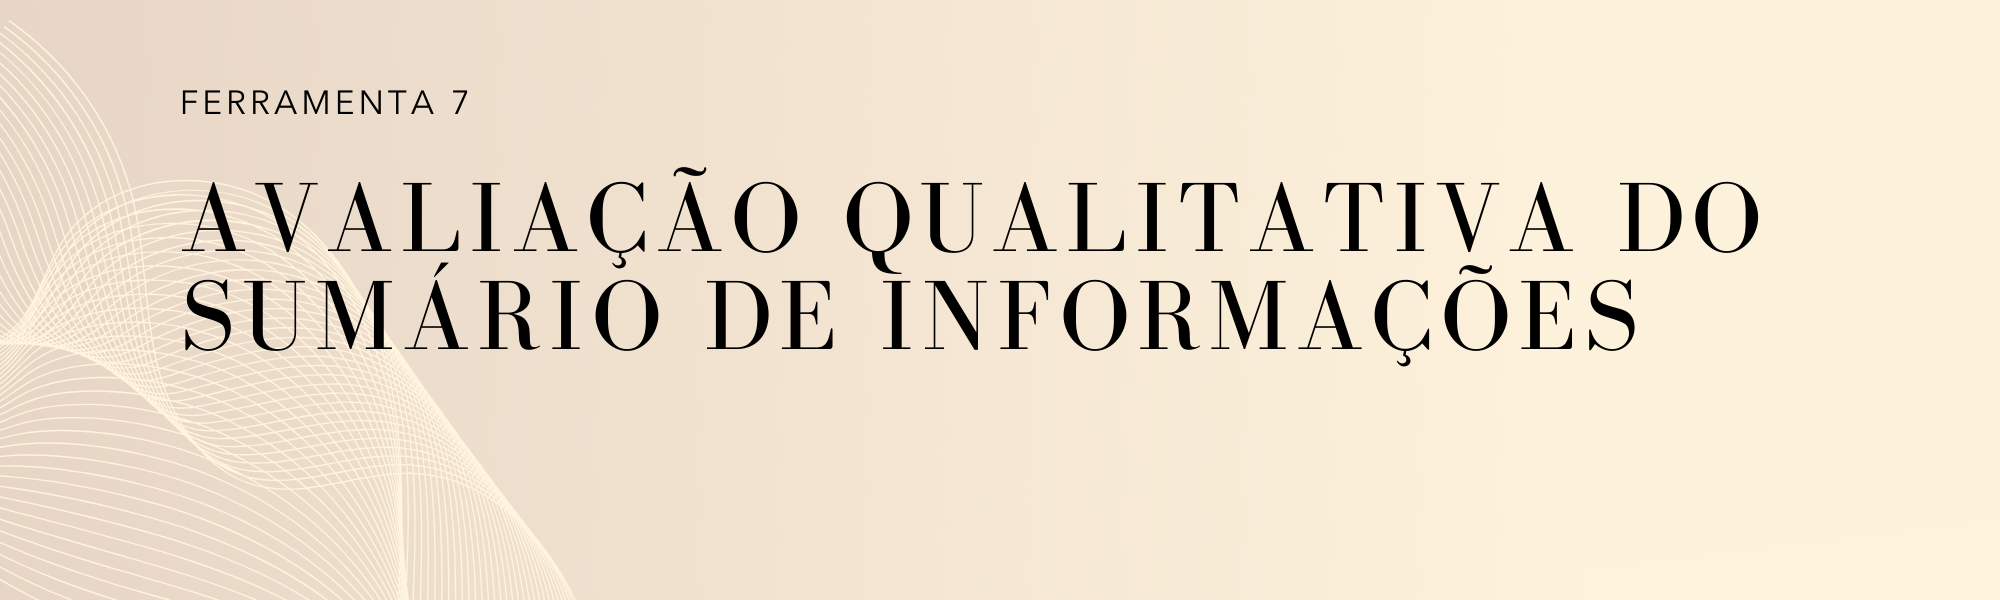 FERRAMENTA 7
AVALIAÇÃO QUALITATIVA DO
SUMÁRIO DE INFORMAÇÕES